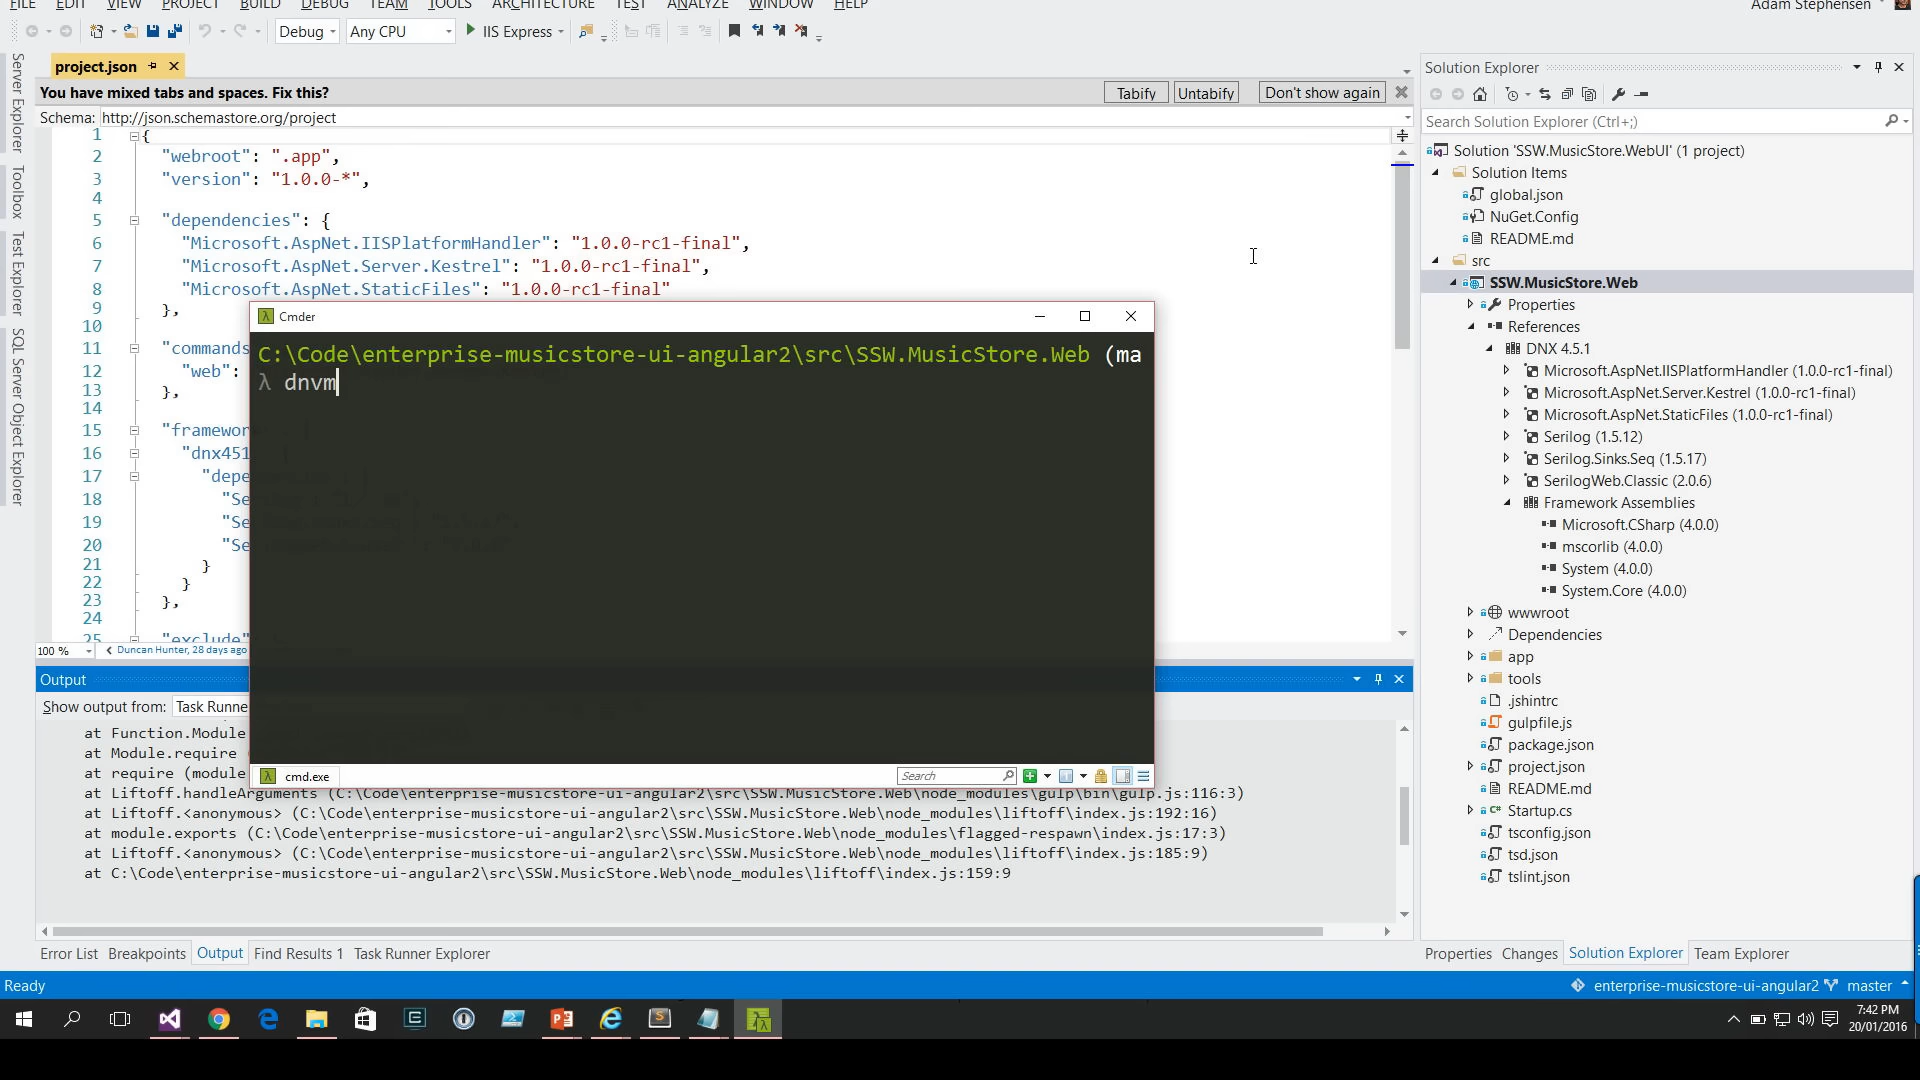 FILE EDIT VIEW PROJECT BUILD DEBUG TEAM TOOLS ARCHITECTURE TEST ANALYZE WINDOW HELP
Adam Stephensen
Debug Any CPU IIS Express
project.json
You have mixed tabs and spaces. Fix this? Tabify Untabify Don't show again
Schema: http://json.schemastore.org/project
1 {
2 "webroot": ".app",
3 "version": "1.0.0-*",
4
5 "dependencies": {
6 "Microsoft.AspNet.IISPlatformHandler": "1.0.0-rc1-final",
7 "Microsoft.AspNet.Server.Kestrel": "1.0.0-rc1-final",
8 "Microsoft.AspNet.StaticFiles": "1.0.0-rc1-final"
9 },
10
11 "commands
12 "web":
13 },
14
15 "framework
16 "dnx451
17 "depe
18 "Se
19 "Se
20 "Se
21 }
22 }
23 },
24
25 "exclude"
100 % Duncan Hunter, 28 days ago
Server Explorer
Toolbox
Test Explorer
SQL Server Object Explorer
Cmder
C:\Code\enterprise-musicstore-ui-angular2\src\SSW.MusicStore.Web (ma
λ dnvm
cmd.exe
Search
Output
Show output from: Task Runne
at Function.Module
at Module.require (
at require (module
at Liftoff.handleArguments (C:\Code\enterprise-musicstore-ui-angular2\src\SSW.MusicStore.Web\node_modules\gulp\bin\gulp.js:116:3)
at Liftoff.<anonymous> (C:\Code\enterprise-musicstore-ui-angular2\src\SSW.MusicStore.Web\node_modules\liftoff\index.js:192:16)
at module.exports (C:\Code\enterprise-musicstore-ui-angular2\src\SSW.MusicStore.Web\node_modules\flagged-respawn\index.js:17:3)
at Liftoff.<anonymous> (C:\Code\enterprise-musicstore-ui-angular2\src\SSW.MusicStore.Web\node_modules\liftoff\index.js:185:9)
at C:\Code\enterprise-musicstore-ui-angular2\src\SSW.MusicStore.Web\node_modules\liftoff\index.js:159:9
Error List Breakpoints Output Find Results 1 Task Runner Explorer
Solution Explorer
Search Solution Explorer (Ctrl+;)
Solution 'SSW.MusicStore.WebUI' (1 project)
Solution Items
global.json
NuGet.Config
README.md
src
SSW.MusicStore.Web
Properties
References
DNX 4.5.1
Microsoft.AspNet.IISPlatformHandler (1.0.0-rc1-final)
Microsoft.AspNet.Server.Kestrel (1.0.0-rc1-final)
Microsoft.AspNet.StaticFiles (1.0.0-rc1-final)
Serilog (1.5.12)
Serilog.Sinks.Seq (1.5.17)
SerilogWeb.Classic (2.0.6)
Framework Assemblies
Microsoft.CSharp (4.0.0)
mscorlib (4.0.0)
System (4.0.0)
System.Core (4.0.0)
wwwroot
Dependencies
app
tools
.jshintrc
gulpfile.js
package.json
project.json
README.md
Startup.cs
tsconfig.json
tsd.json
tslint.json
Properties Changes Solution Explorer Team Explorer
Ready
enterprise-musicstore-ui-angular2 master
7:42 PM
20/01/2016